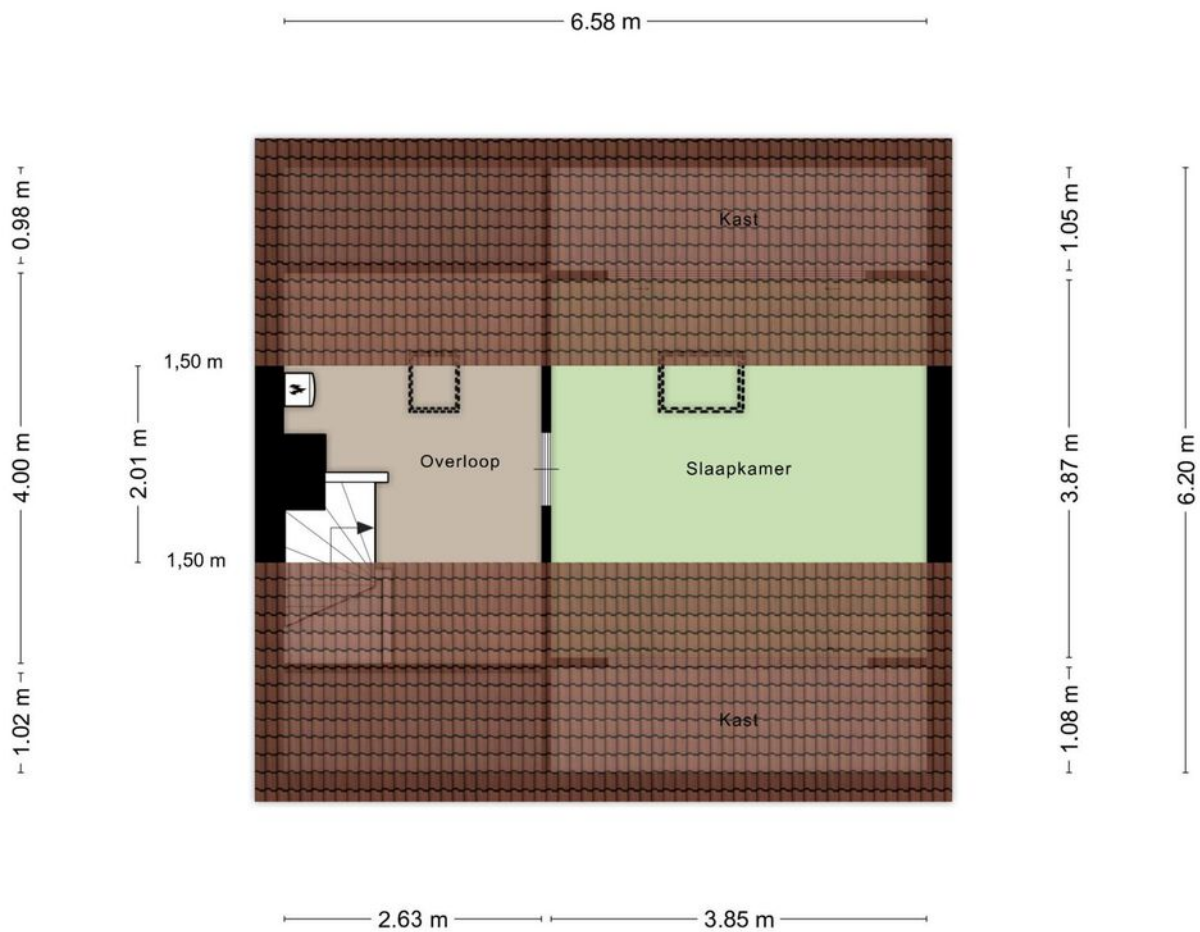 6.58 m
0.98 m
1.05 m
Kast
1,50 m
4.00 m
2.01 m
Overloop
Slaapkamer
3.87 m
6.20 m
1,50 m
1.02 m
Kast
1.08 m
2.63 m
3.85 m